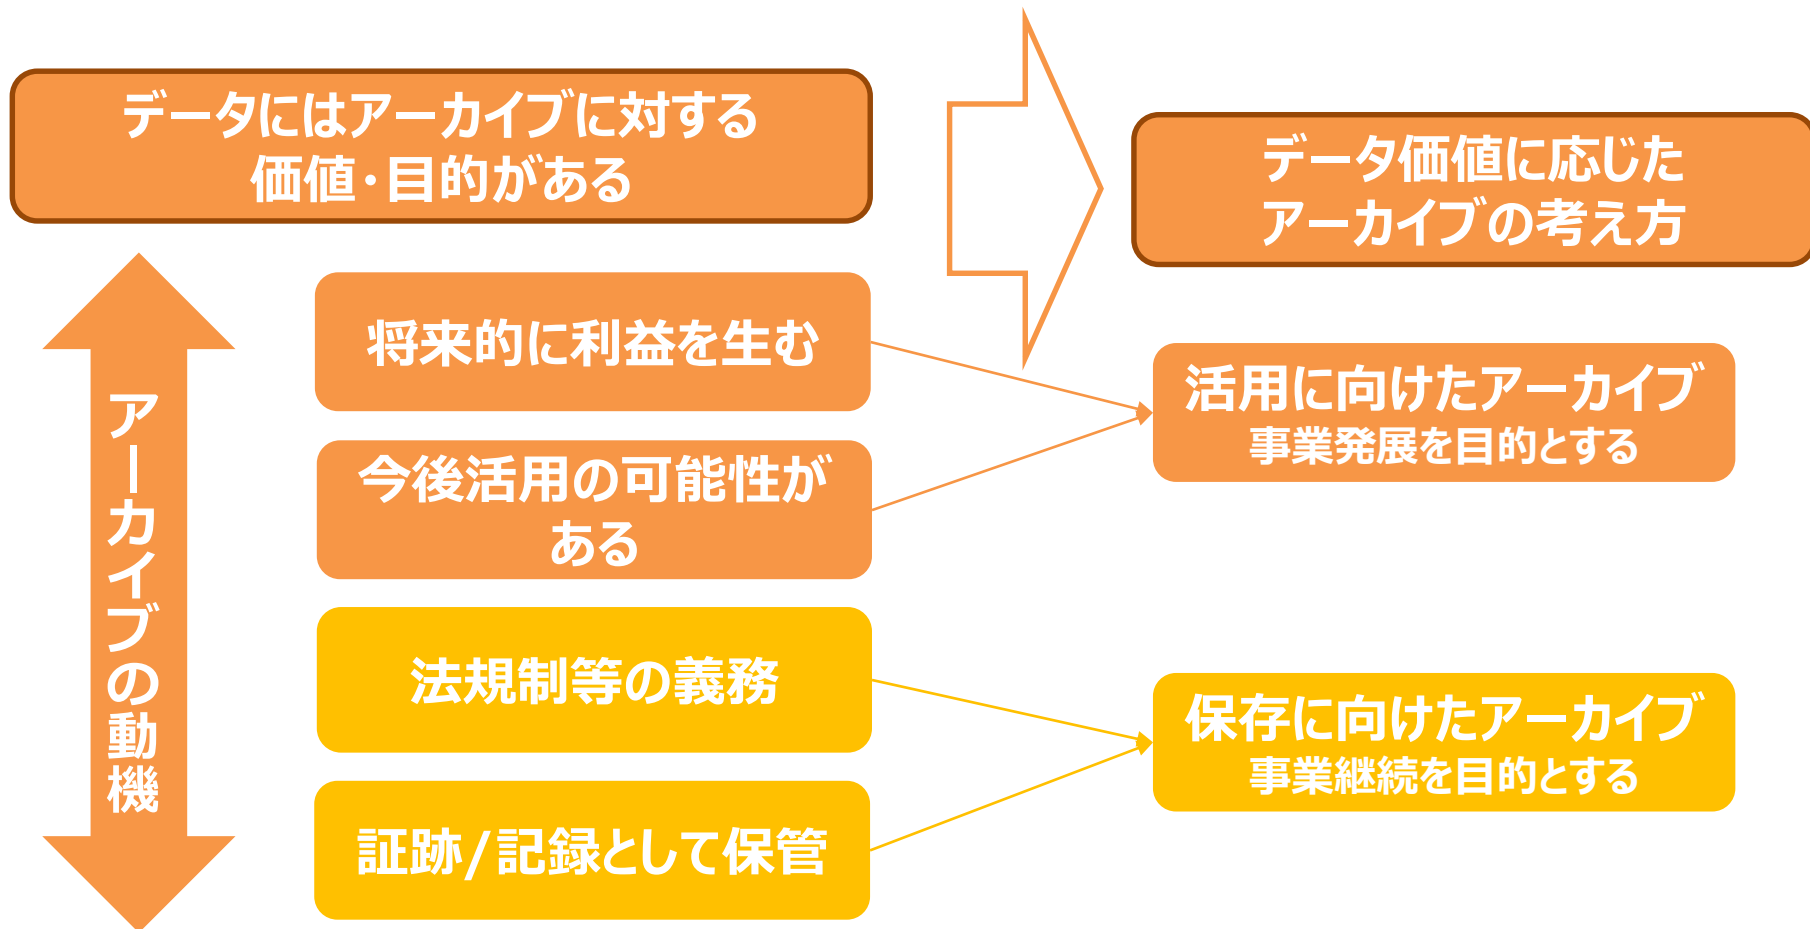 データにはアーカイブに対する
価値・目的がある
データ価値に応じた
アーカイブの考え方
アーカイブの動機
将来的に利益を生む
今後活用の可能性が
ある
法規制等の義務
証跡/記録として保管
活用に向けたアーカイブ
事業発展を目的とする
保存に向けたアーカイブ
事業継続を目的とする